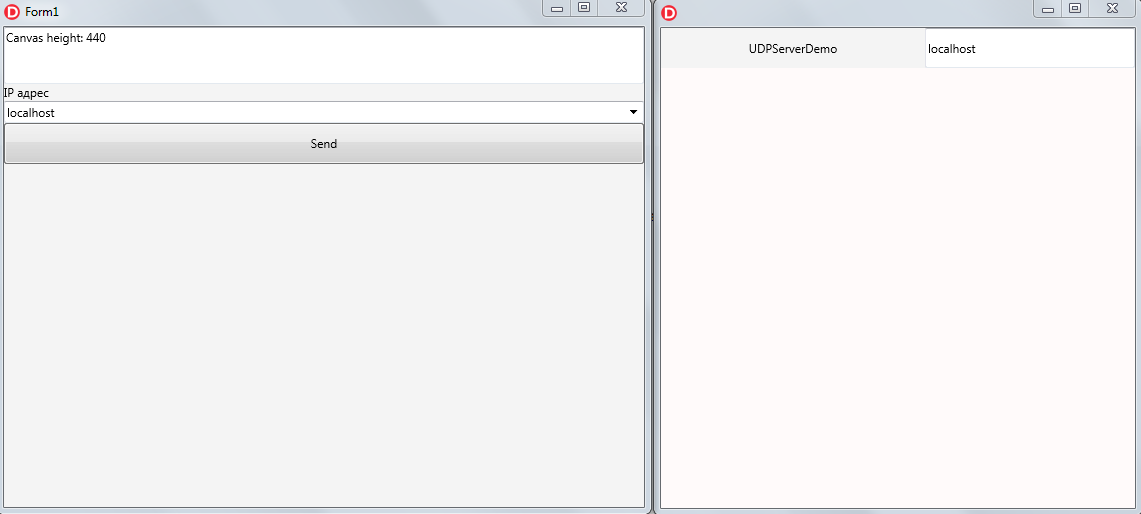 Form1
Canvas height: 440
IP адрес
localhost
Send
UDPServerDemo
localhost